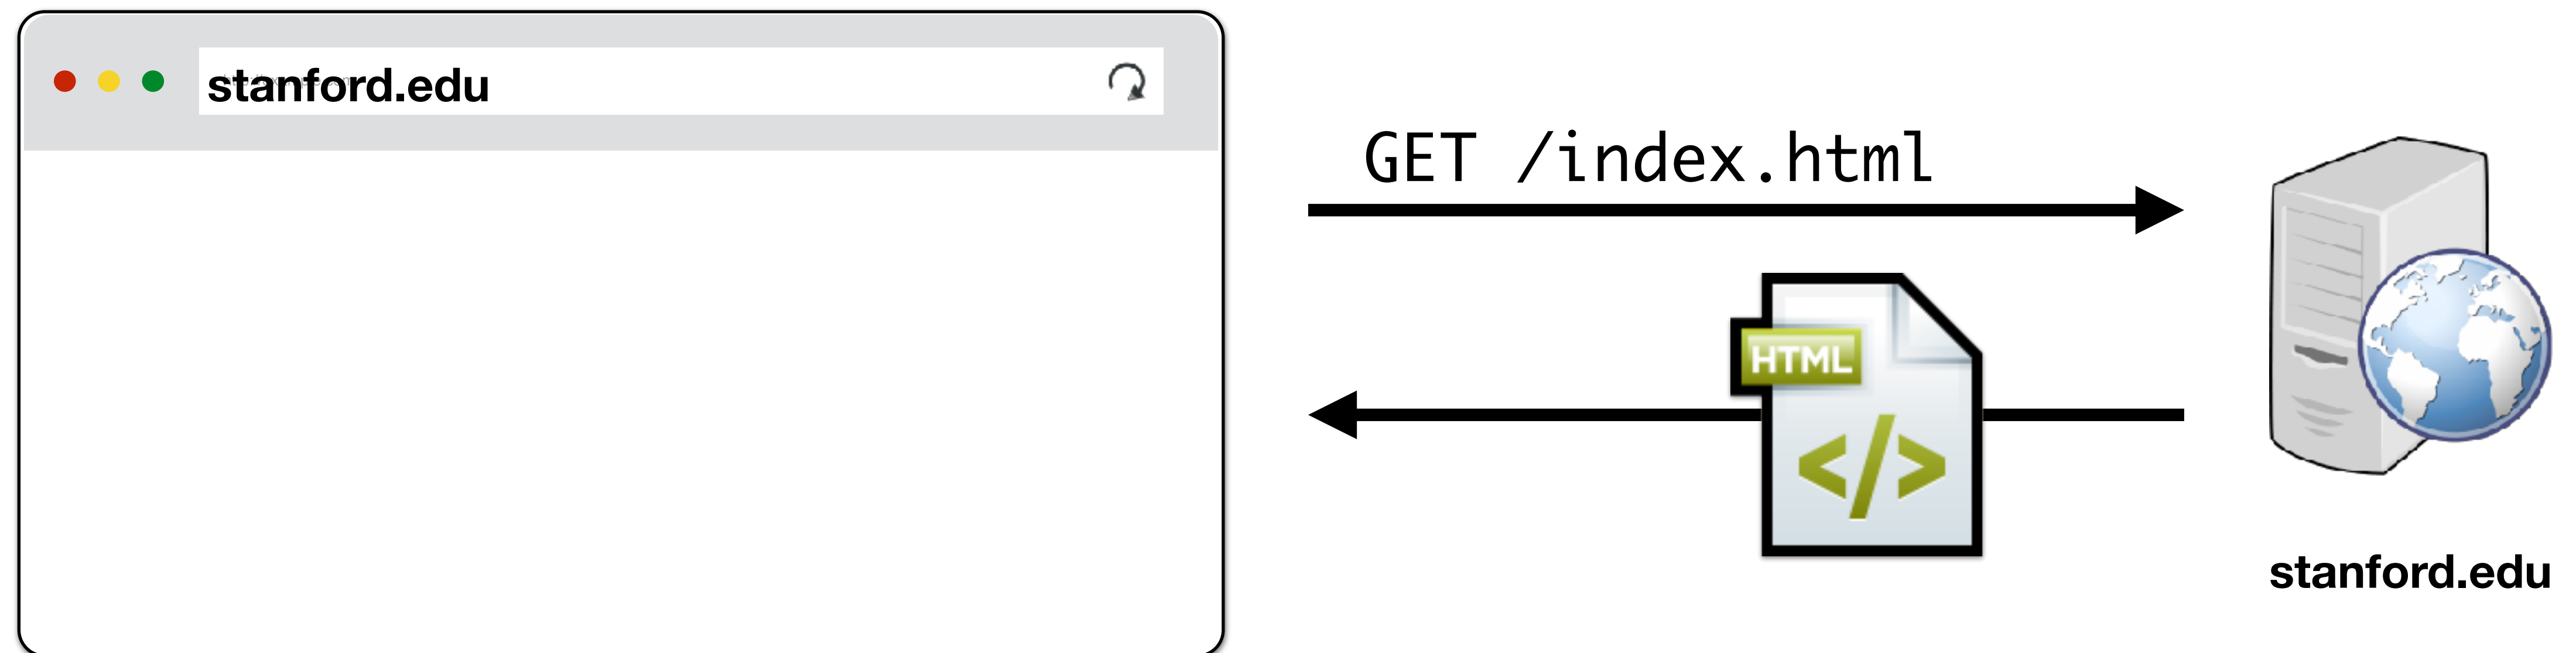 stanford.edu
GET /index.html
HTML
</>
stanford.edu